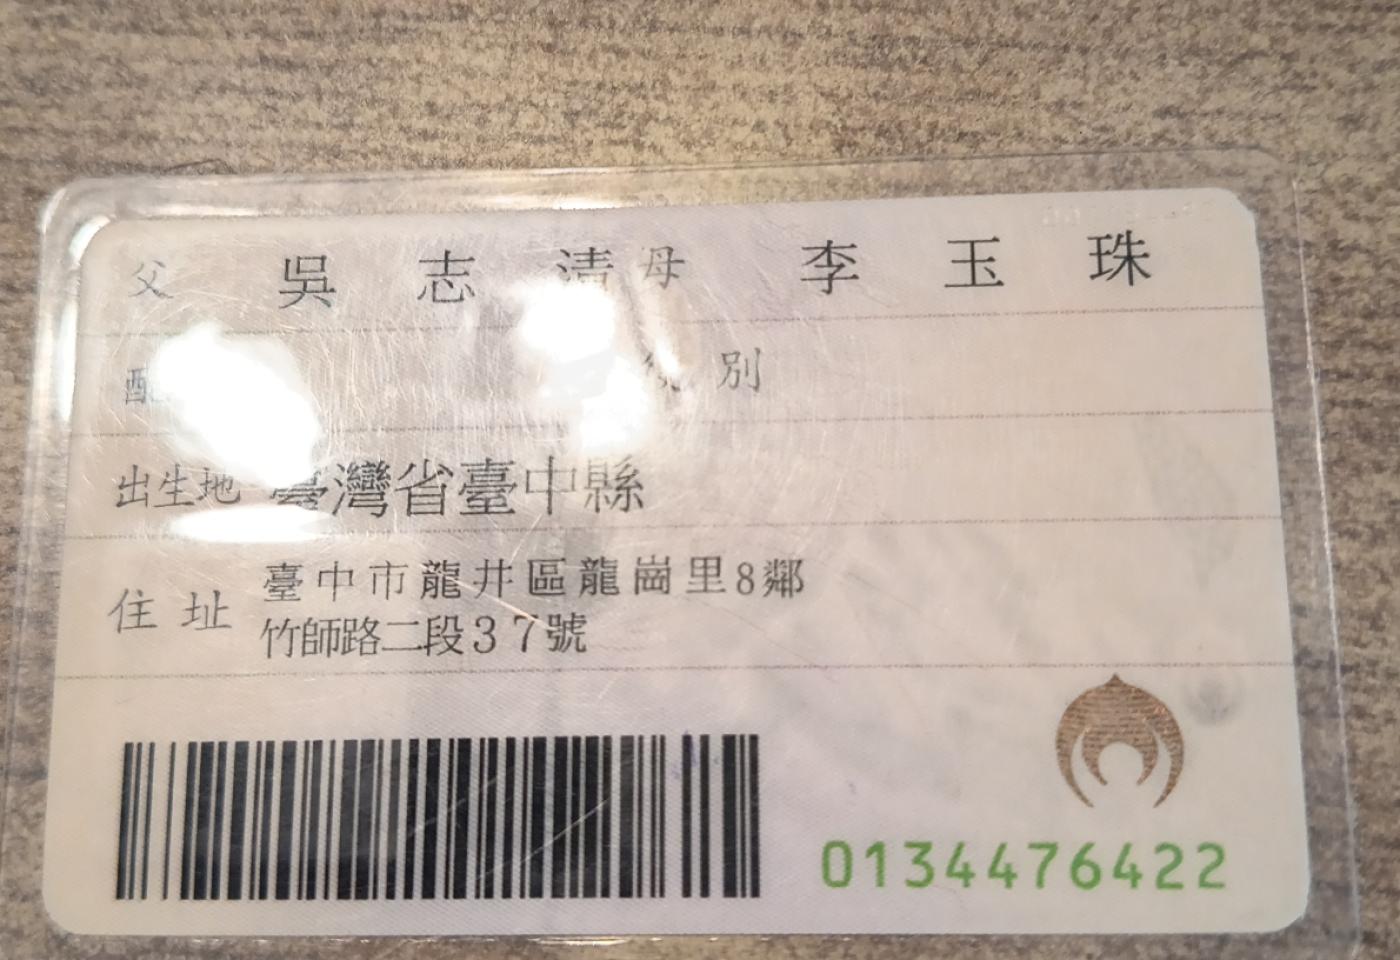 父 吳志清 母 李玉珠
配 役別
出生地 臺灣省臺中縣
住址 臺中市龍井區龍崗里8鄰
竹師路二段37號
0134476422